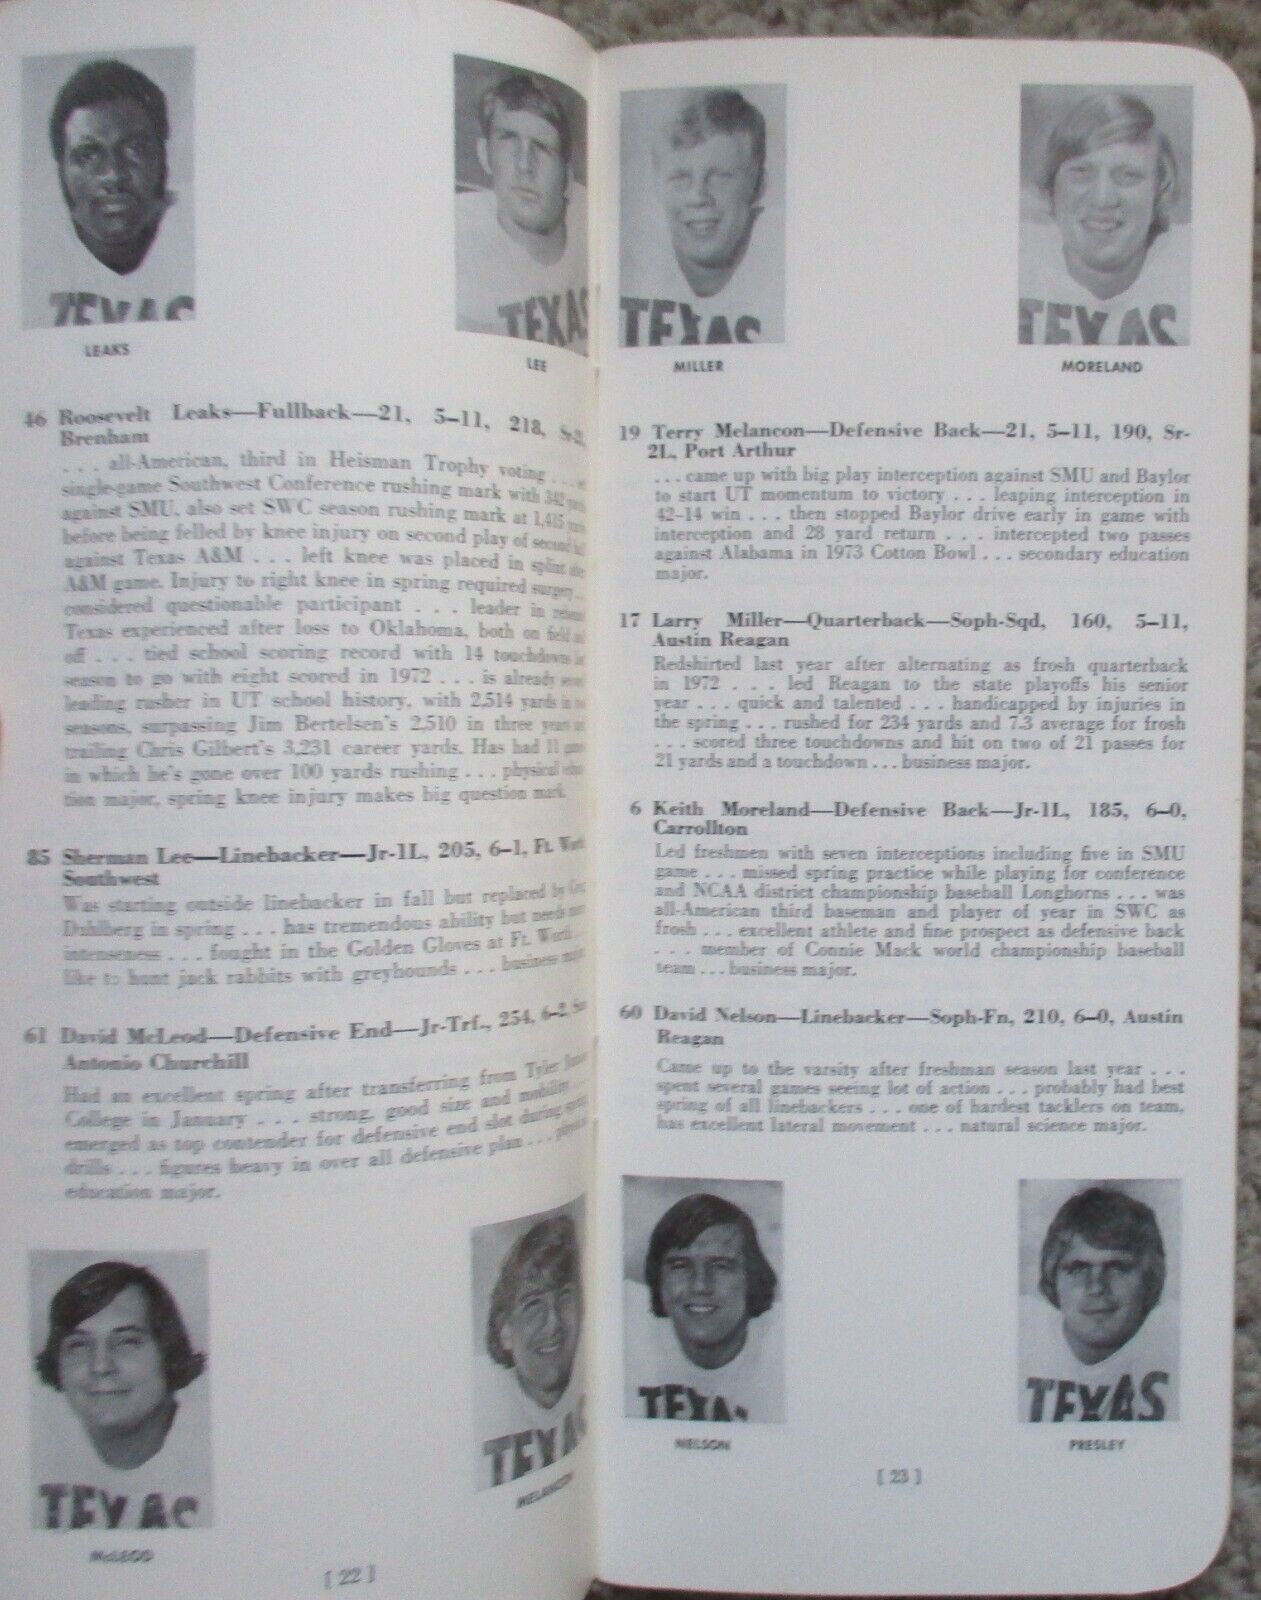 TEXAS
LEAKS
TEXAS
LEE
46 Roosevelt Leaks—Fullback—21, 5–11, 218, Sr-2L,
Brenham
. . . all-American, third in Heisman Trophy voting . . .
single-game Southwest Conference rushing mark with 342
against SMU, also set SWC season rushing mark at 1,415
before being felled by knee injury on second play of second
against Texas A&M . . . left knee was placed in splint after
A&M game. Injury to right knee in spring required surgery . . .
considered questionable participant . . . leader in
Texas experienced after loss to Oklahoma, both on field and
off . . . tied school scoring record with 14 touchdowns
season to go with eight scored in 1972 . . . is already second
leading rusher in UT school history, with 2,514 yards in two
seasons, surpassing Jim Bertelsen's 2,510 in three years and
trailing Chris Gilbert's 3,231 career yards. Has had 11 games
in which he's gone over 100 yards rushing . . . physical educa-
tion major, spring knee injury makes big question mark.
85 Sherman Lee—Linebacker—Jr-1L, 205, 6–1, Ft. Worth
Southwest
Was starting outside linebacker in fall but replaced by
Dahlberg in spring . . . has tremendous ability but needs more
intenseness . . . fought in the Golden Gloves at Ft. Worth . . .
like to hunt jack rabbits with greyhounds . . . business major.
61 David McLeod—Defensive End—Jr-Trf., 254, 6–2, San
Antonio Churchill
Had an excellent spring after transferring from Tyler Junior
College in January . . . strong, good size and mobility . . .
emerged as top contender for defensive end slot during spring
drills . . . figures heavy in over all defensive plan . . . physical
education major.
TEXAS
McLEOD
TEXAS
MELANCON
[ 22 ]
TEXAS
MILLER
TEXAS
MORELAND
19 Terry Melancon—Defensive Back—21, 5–11, 190, Sr-
2L, Port Arthur
. . . came up with big play interception against SMU and Baylor
to start UT momentum to victory . . . leaping interception in
42–14 win . . . then stopped Baylor drive early in game with
interception and 28 yard return . . . intercepted two passes
against Alabama in 1973 Cotton Bowl . . . secondary education
major.
17 Larry Miller—Quarterback—Soph-Sqd, 160, 5–11,
Austin Reagan
Redshirted last year after alternating as frosh quarterback
in 1972 . . . led Reagan to the state playoffs his senior
year . . . quick and talented . . . handicapped by injuries in
the spring . . . rushed for 234 yards and 7.3 average for frosh
. . . scored three touchdowns and hit on two of 21 passes for
21 yards and a touchdown . . . business major.
6 Keith Moreland—Defensive Back—Jr-1L, 185, 6–0,
Carrollton
Led freshmen with seven interceptions including five in SMU
game . . . missed spring practice while playing for conference
and NCAA district championship baseball Longhorns . . . was
all-American third baseman and player of year in SWC as
frosh . . . excellent athlete and fine prospect as defensive back
. . . member of Connie Mack world championship baseball
team . . . business major.
60 David Nelson—Linebacker—Soph-Fn, 210, 6–0, Austin
Reagan
Came up to the varsity after freshman season last year . . .
spent several games seeing lot of action . . . probably had best
spring of all linebackers . . . one of hardest tacklers on team,
has excellent lateral movement . . . natural science major.
TEXAS
NELSON
TEXAS
PRESLEY
[ 23 ]